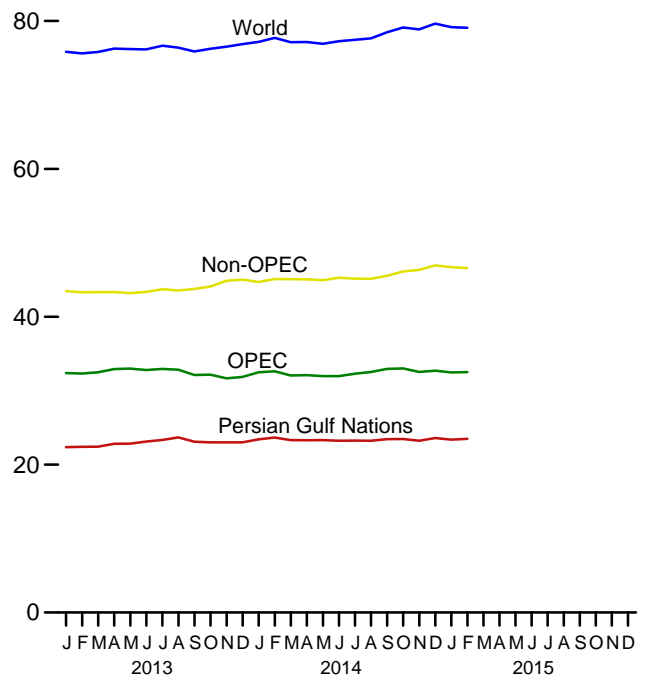 80
World
60
Non-OPEC
40
OPEC
Persian Gulf Nations
20
0
J F M A M J J A S O N D J F M A M J J A S O N D J F M A M J J A S O N D
2013 2014 2015